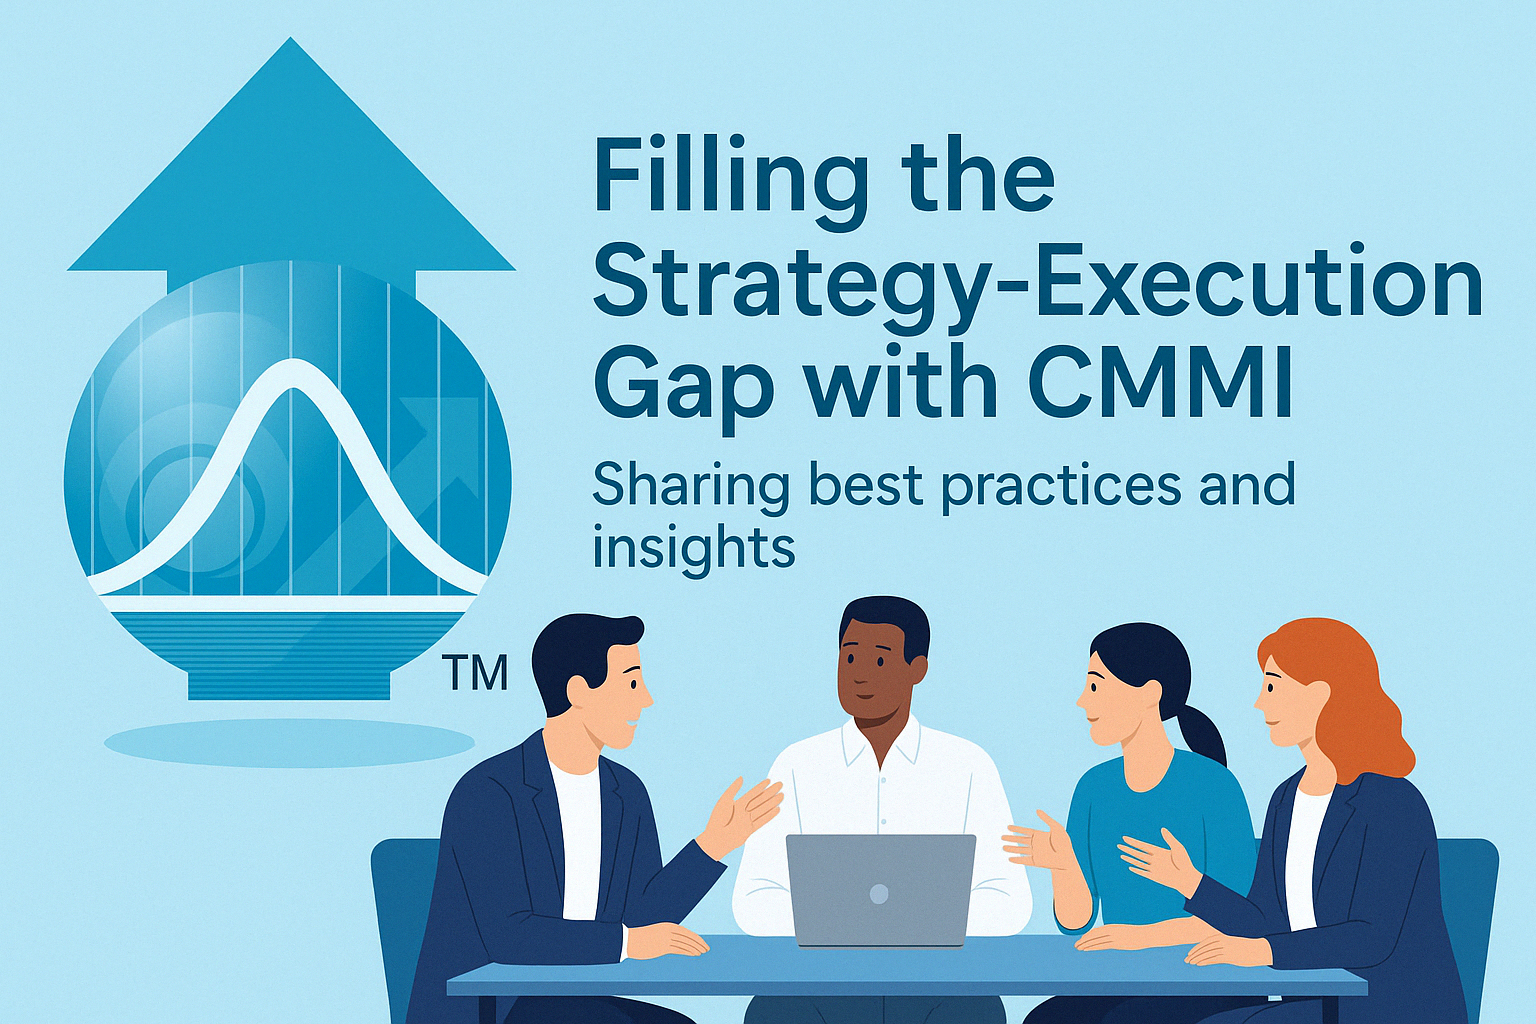 Filling the
Strategy-Execution
Gap with CMMI
Sharing best practices and
insights
TM